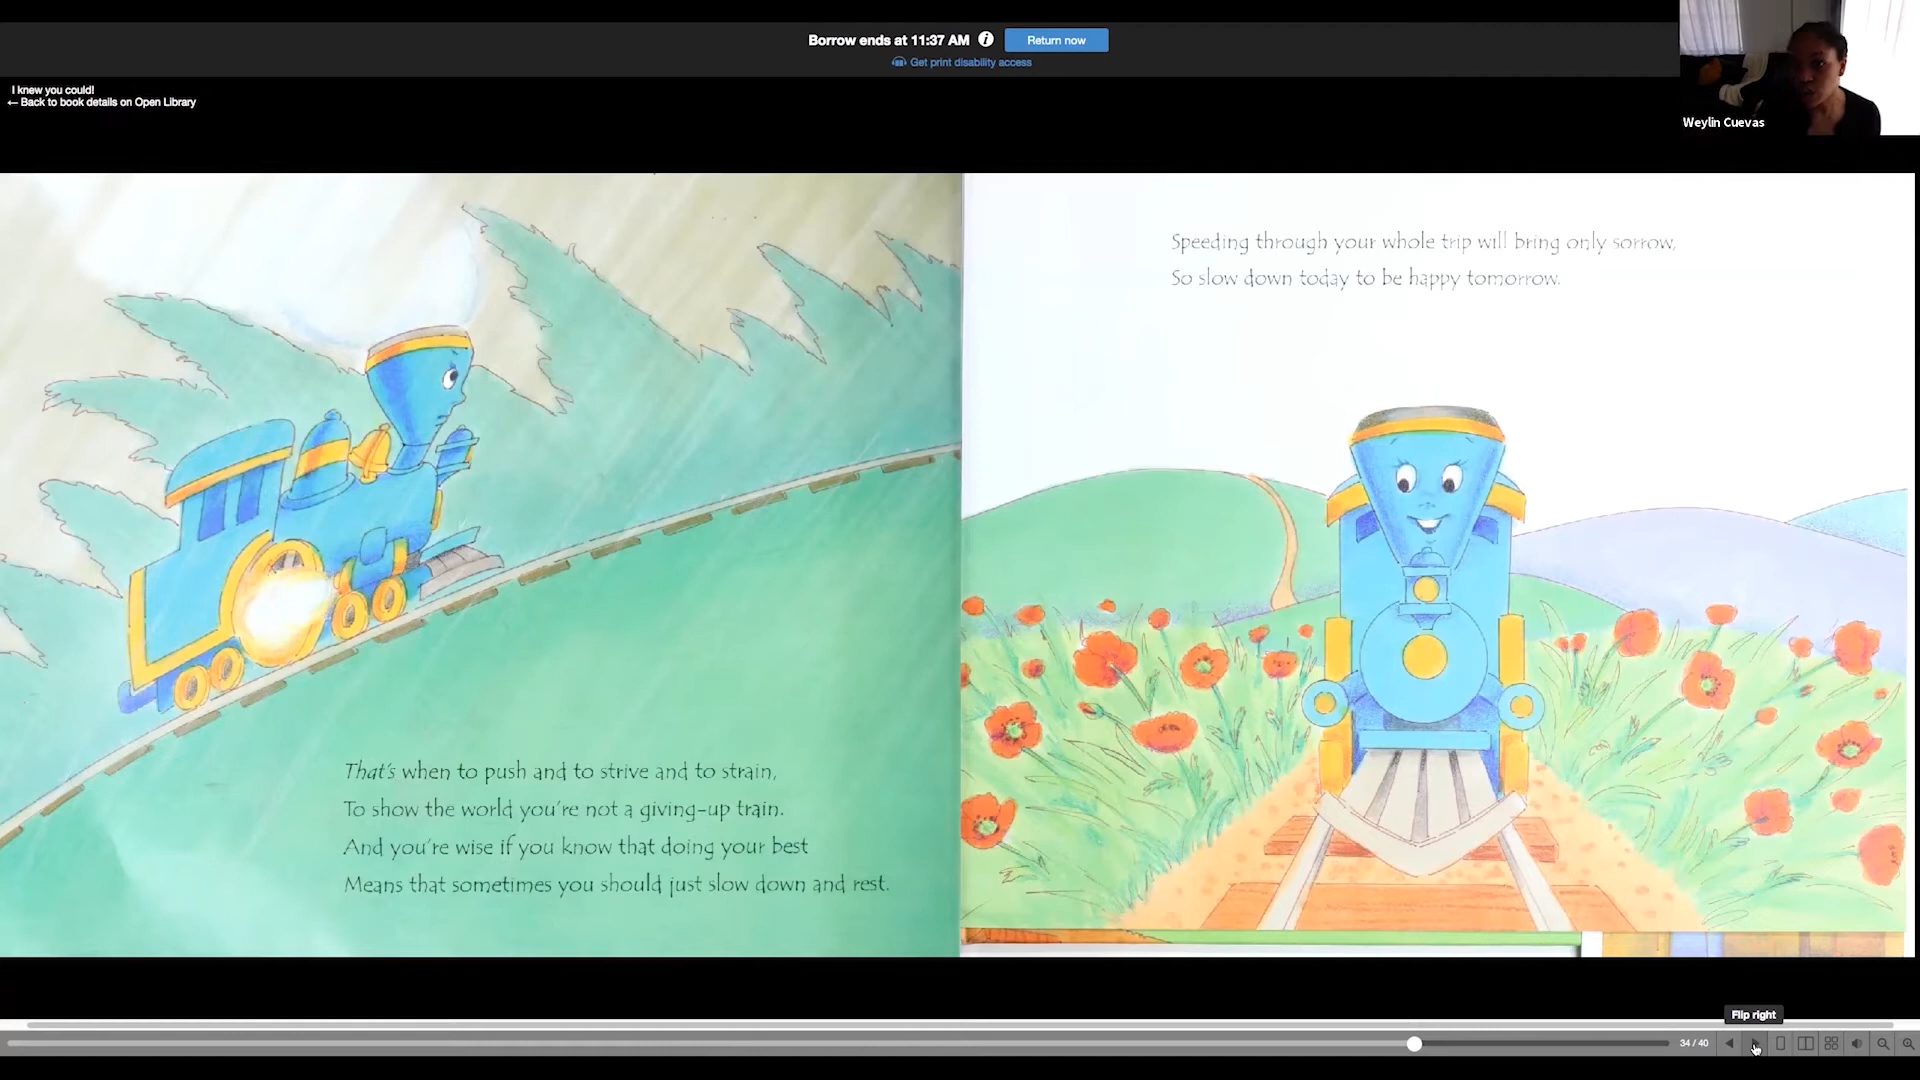 Borrow ends at 11:37 AM
Return now
Get print disability access
I knew you could!
← Back to book details on Open Library
Weylin Cuevas
Speeding through your whole trip will bring only sorrow,
So slow down today to be happy tomorrow.
That's when to push and to strive and to strain,
To show the world you're not a giving-up train.
And you're wise if you know that doing your best
Means that sometimes you should just slow down and rest.
Flip right
34 / 40